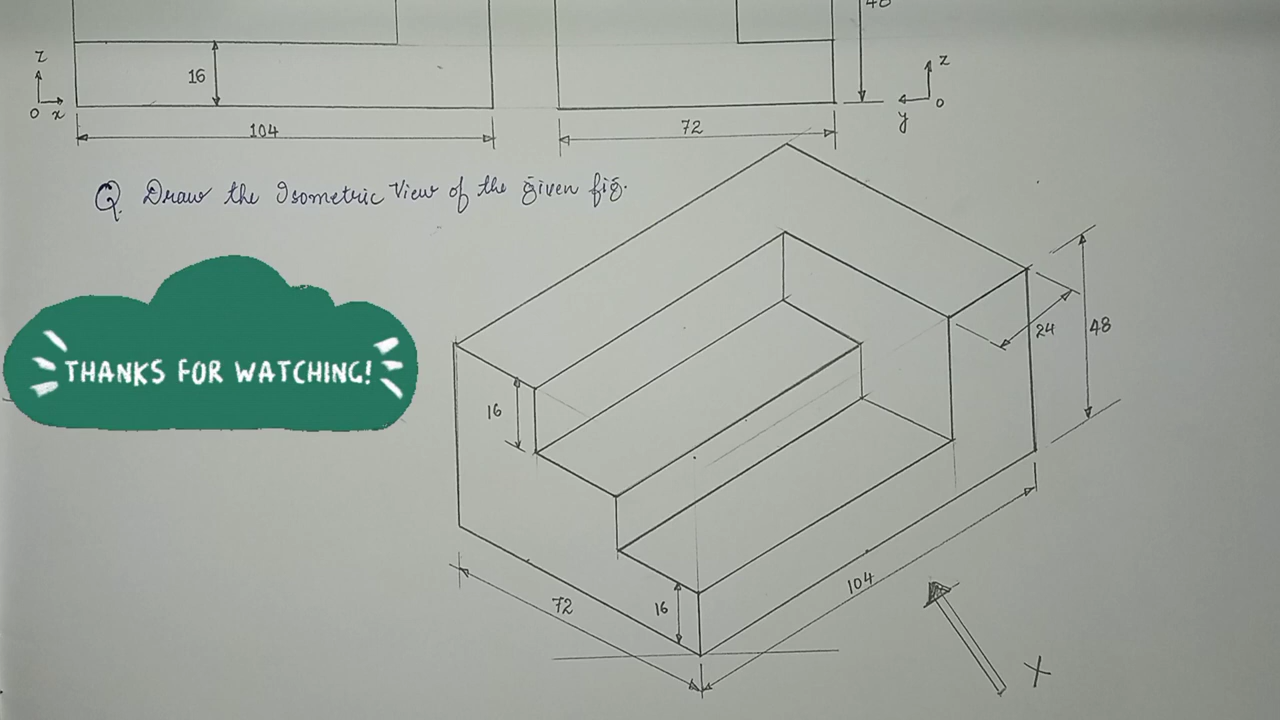 48
z
16
o x
z
o
y
104
72
Q. Draw the Isometric View of the given fig.
THANKS FOR WATCHING!
24
48
16
72
16
104
X